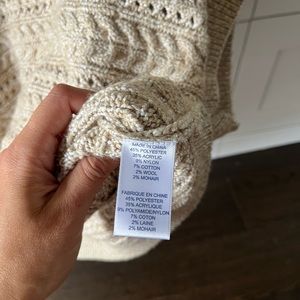 MADE IN CHINA
45% POLYESTER
35% ACRYLIC
9% NYLON
7% COTTON
2% WOOL
2% MOHAIR
FABRIQUE EN CHINE
45% POLYESTER
35% ACRYLIQUE
9% POLYAMIDE/NYLON
7% COTON
2% LAINE
2% MOHAIR